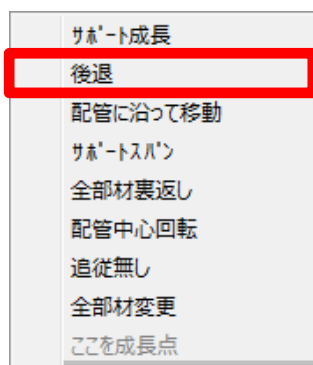 ｻﾎﾟｰﾄ成長
後退
配管に沿って移動
ｻﾎﾟｰﾄｽﾊﾟﾝ
全部材裏返し
配管中心回転
追従無し
全部材変更
ここを成長点